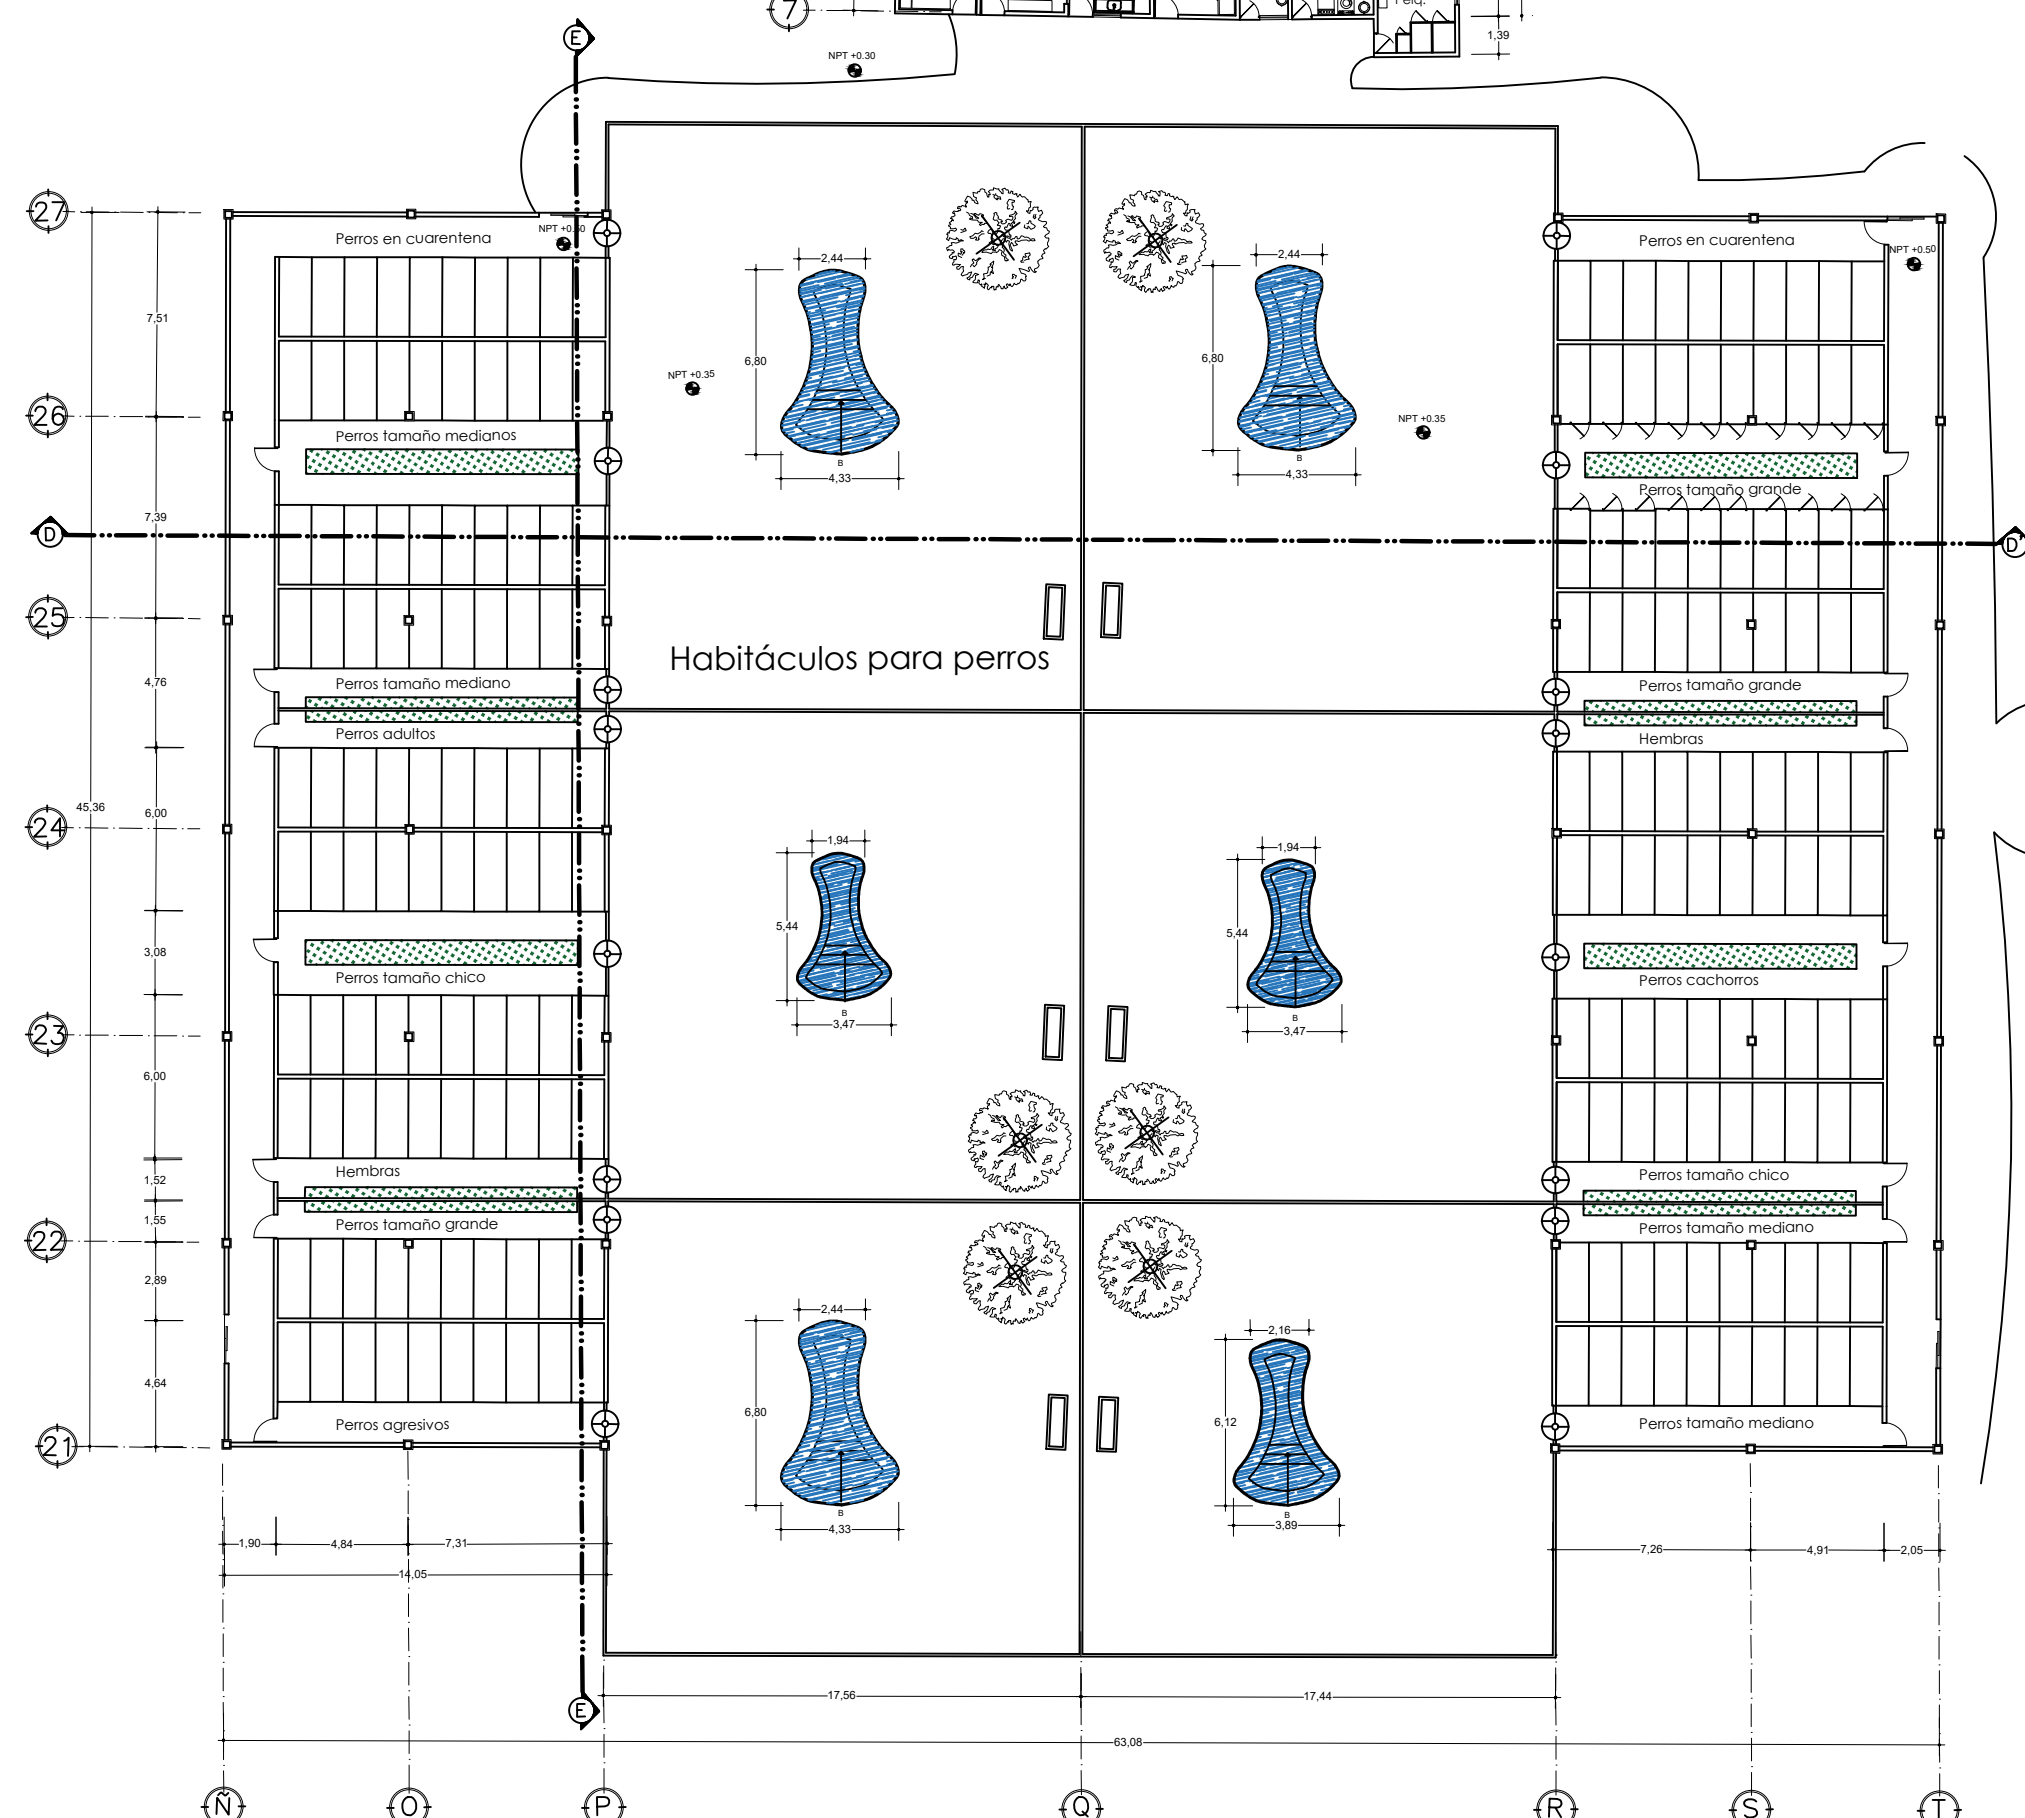 7
Pelq.
1,39
E
NPT +0.30
27
Perros en cuarentena
NPT +0.50
Perros en cuarentena
NPT +0.50
2,44
2,44
7,51
6,80
6,80
NPT +0.35
NPT +0.35
26
Perros tamaño medianos
B
4,33
B
4,33
Perros tamaño grande
7,39
D
D'
25
Habitáculos para perros
4,76
Perros tamaño mediano
Perros tamaño grande
Perros adultos
Hembras
45,36
6,00
24
1,94
1,94
5,44
5,44
3,08
Perros tamaño chico
Perros cachorros
B
3,47
B
3,47
23
6,00
Hembras
Perros tamaño chico
1,52
1,55
Perros tamaño grande
Perros tamaño mediano
22
2,89
2,44
2,16
4,64
6,80
6,12
Perros agresivos
Perros tamaño mediano
21
B
4,33
B
3,89
1,90
4,84
7,31
7,26
4,91
2,05
14,05
17,56
17,44
E
63,08
Ñ
O
P
Q
R
S
T